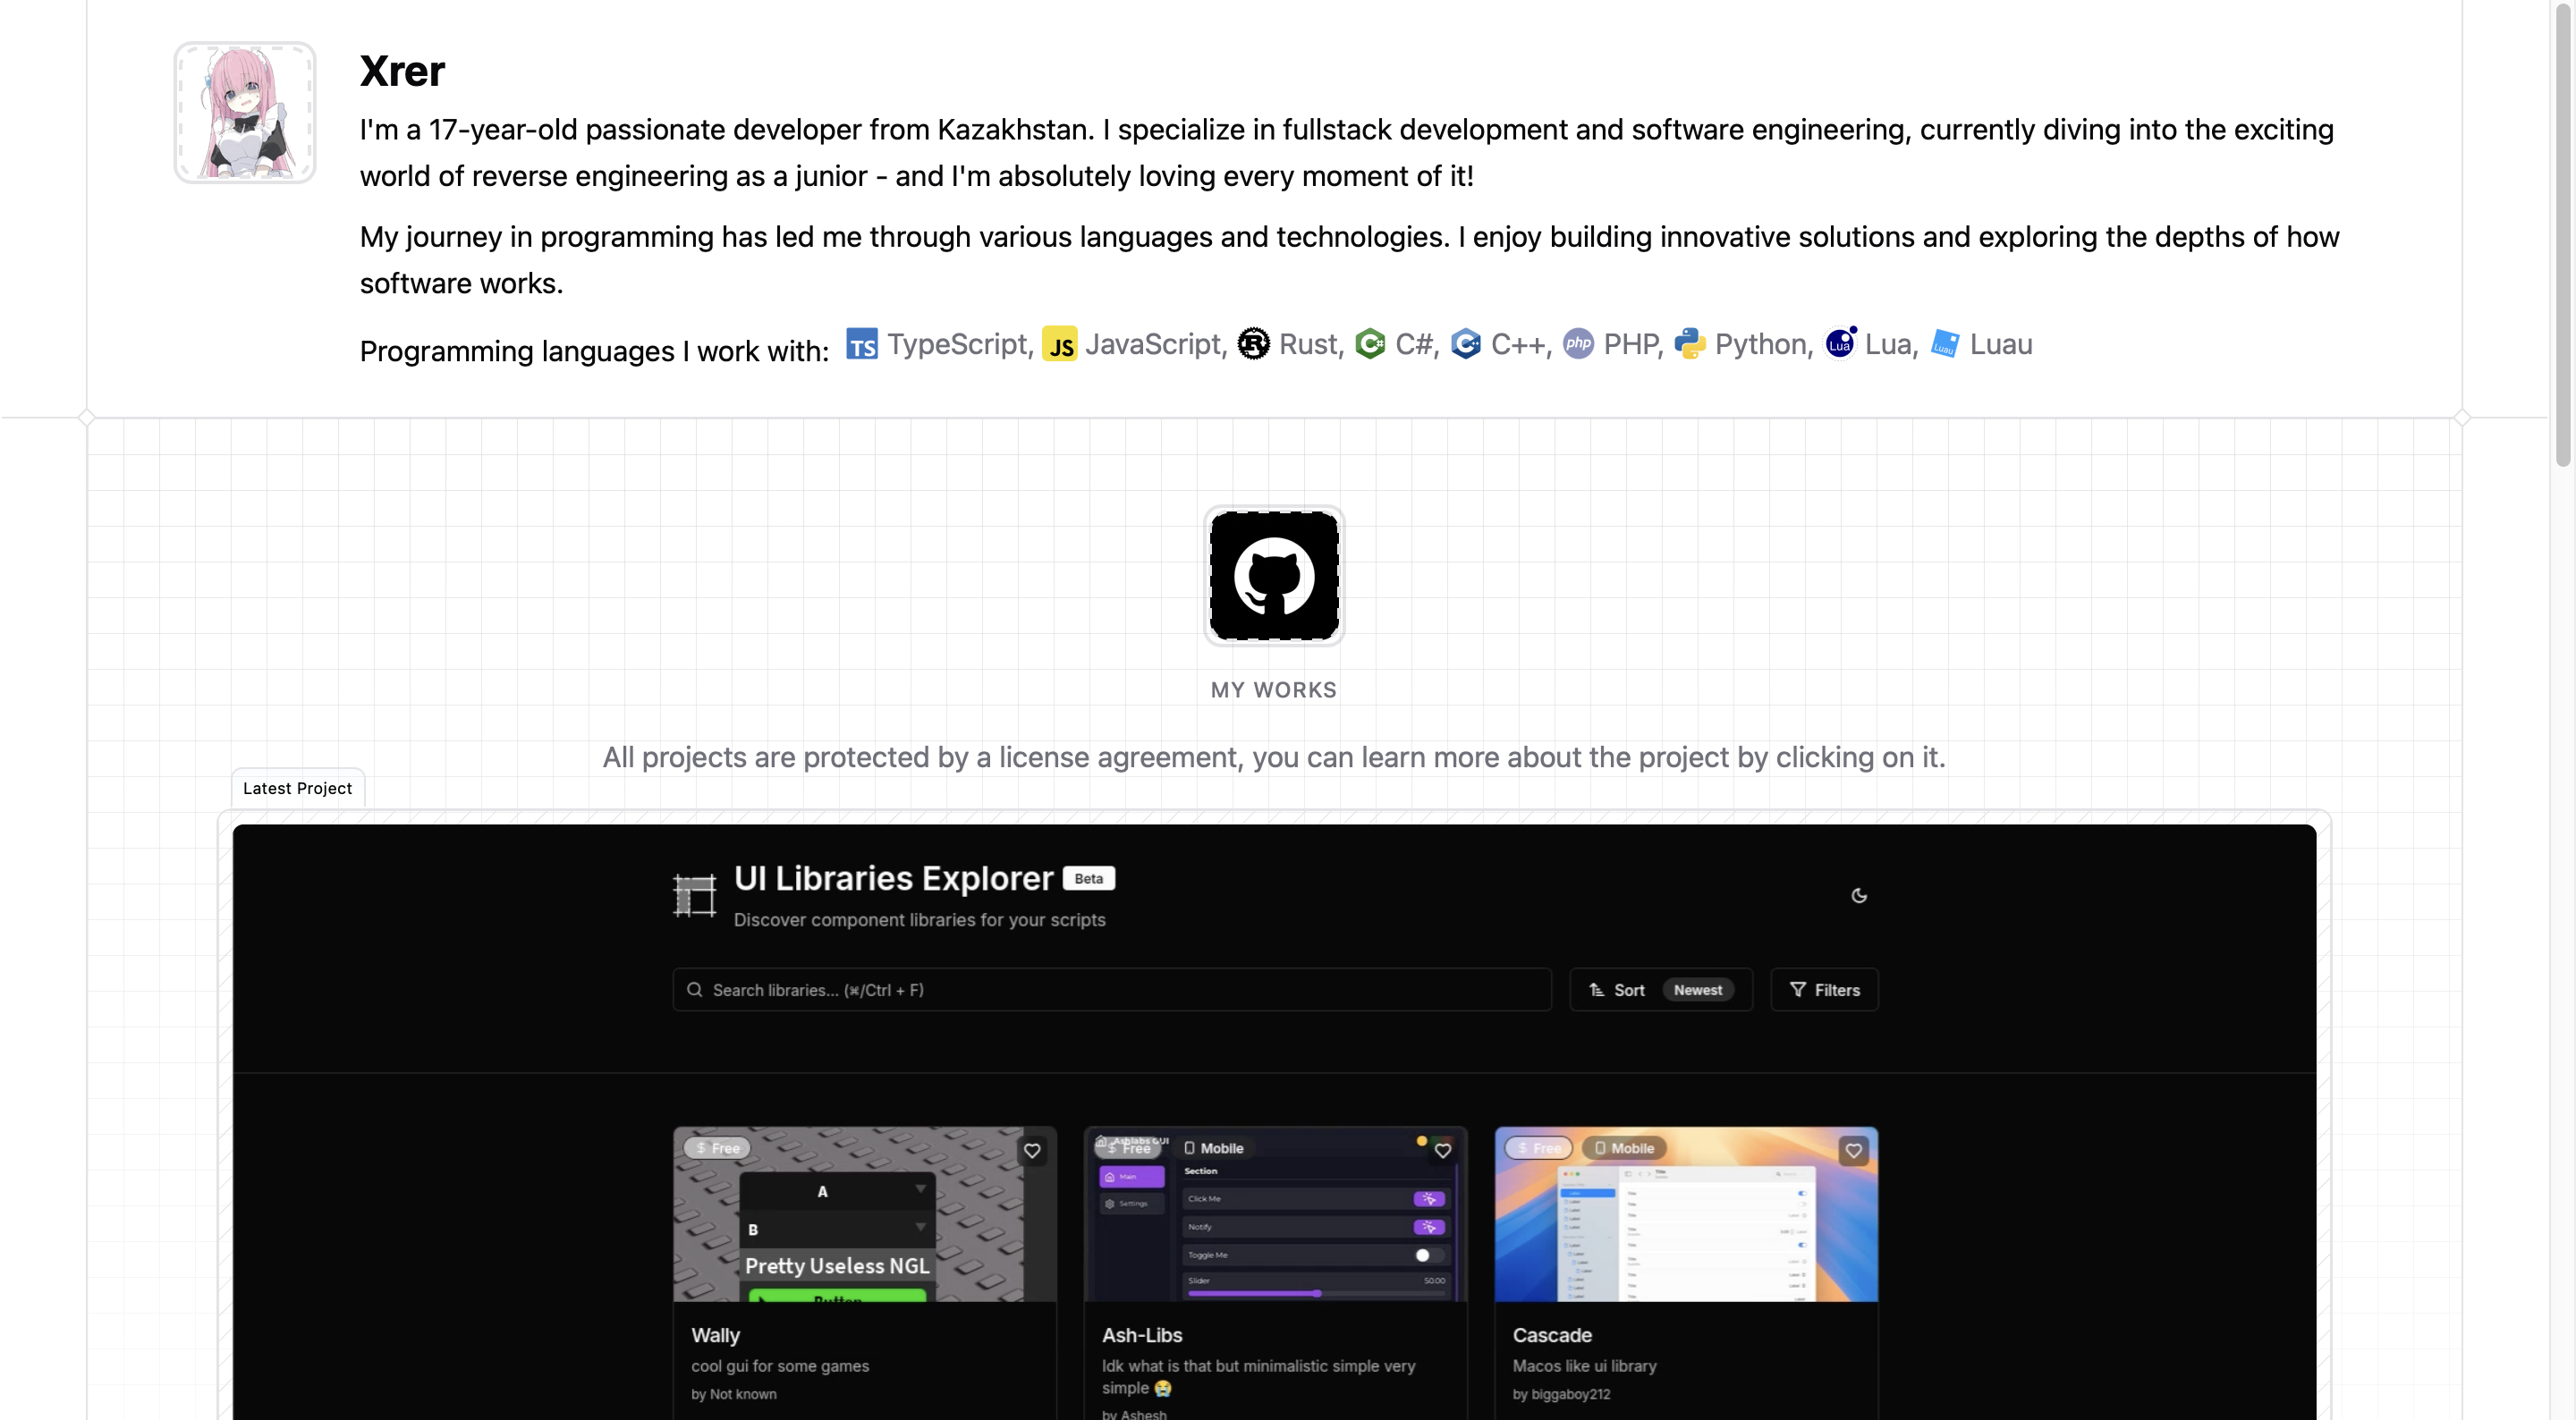 Xrer
I'm a 17-year-old passionate developer from Kazakhstan. I specialize in fullstack development and software engineering, currently diving into the exciting
world of reverse engineering as a junior - and I'm absolutely loving every moment of it!
My journey in programming has led me through various languages and technologies. I enjoy building innovative solutions and exploring the depths of how
software works.
Programming languages I work with: TS TypeScript, JS JavaScript, R Rust, C# C#, C++ C++, php PHP, Python, Lua Lua, Luau Luau
MY WORKS
All projects are protected by a license agreement, you can learn more about the project by clicking on it.
Latest Project
UI Libraries Explorer Beta
Discover component libraries for your scripts
Search libraries... (⌘/Ctrl + F)
Sort Newest
Filters
$ Free
A
B
Pretty Useless NGL
Button
Wally
cool gui for some games
by Not known
Ashlabs GUI
$ Free
Mobile
Section
Main
Settings
Click Me
Notify
Toggle Me
Slider 50.00
Ash-Libs
Idk what is that but minimalistic simple very
simple 😭
by Ashesh
$ Free
Mobile
Cascade
Macos like ui library
by biggaboy212